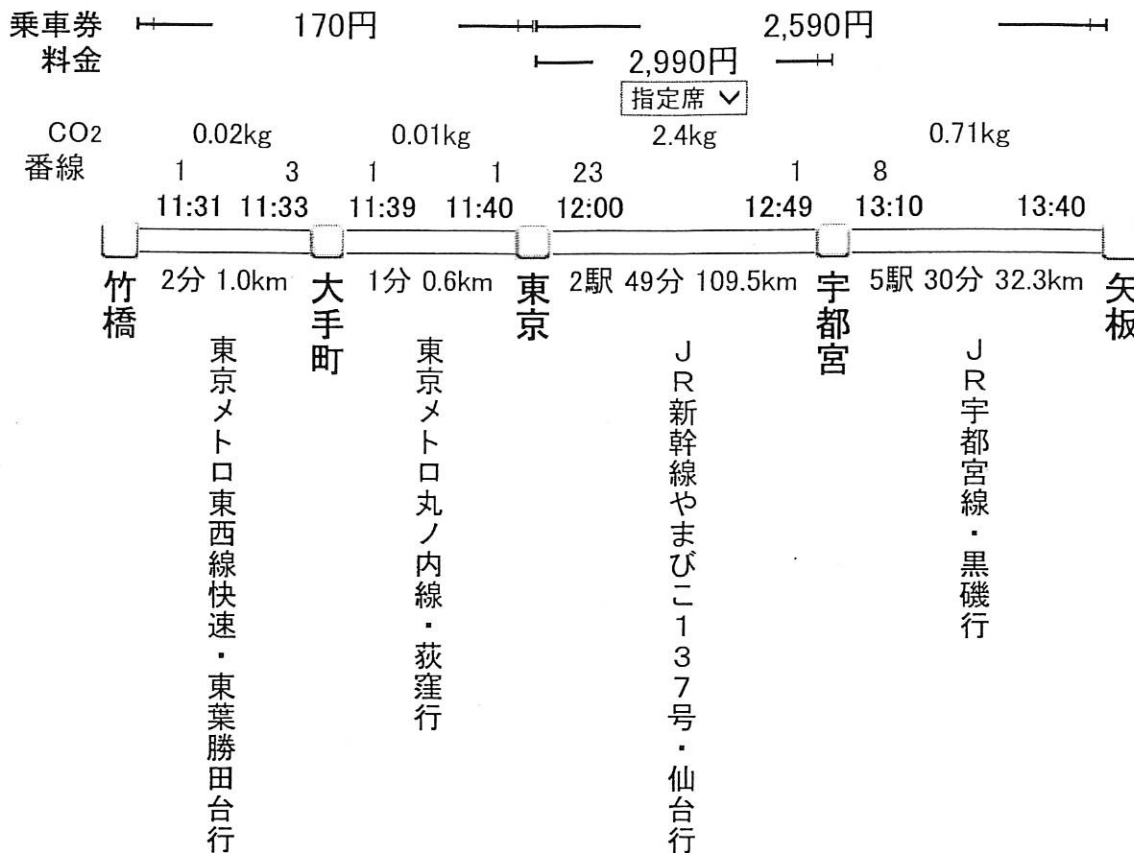 乗車券 170円 2,590円
料金 2,990円
指定席
CO2 0.02kg 0.01kg 2.4kg 0.71kg
番線 1 3 1 1 23 1 8
11:31 11:33 11:39 11:40 12:00 12:49 13:10 13:40
2分 1.0km 1分 0.6km 2駅 49分 109.5km 5駅 30分 32.3km
竹橋
大手町
東京
宇都宮
矢板
東京メトロ東西線快速・東葉勝田台行
東京メトロ丸ノ内線・荻窪行
JR新幹線やまびこ137号・仙台行
JR宇都宮線・黒磯行